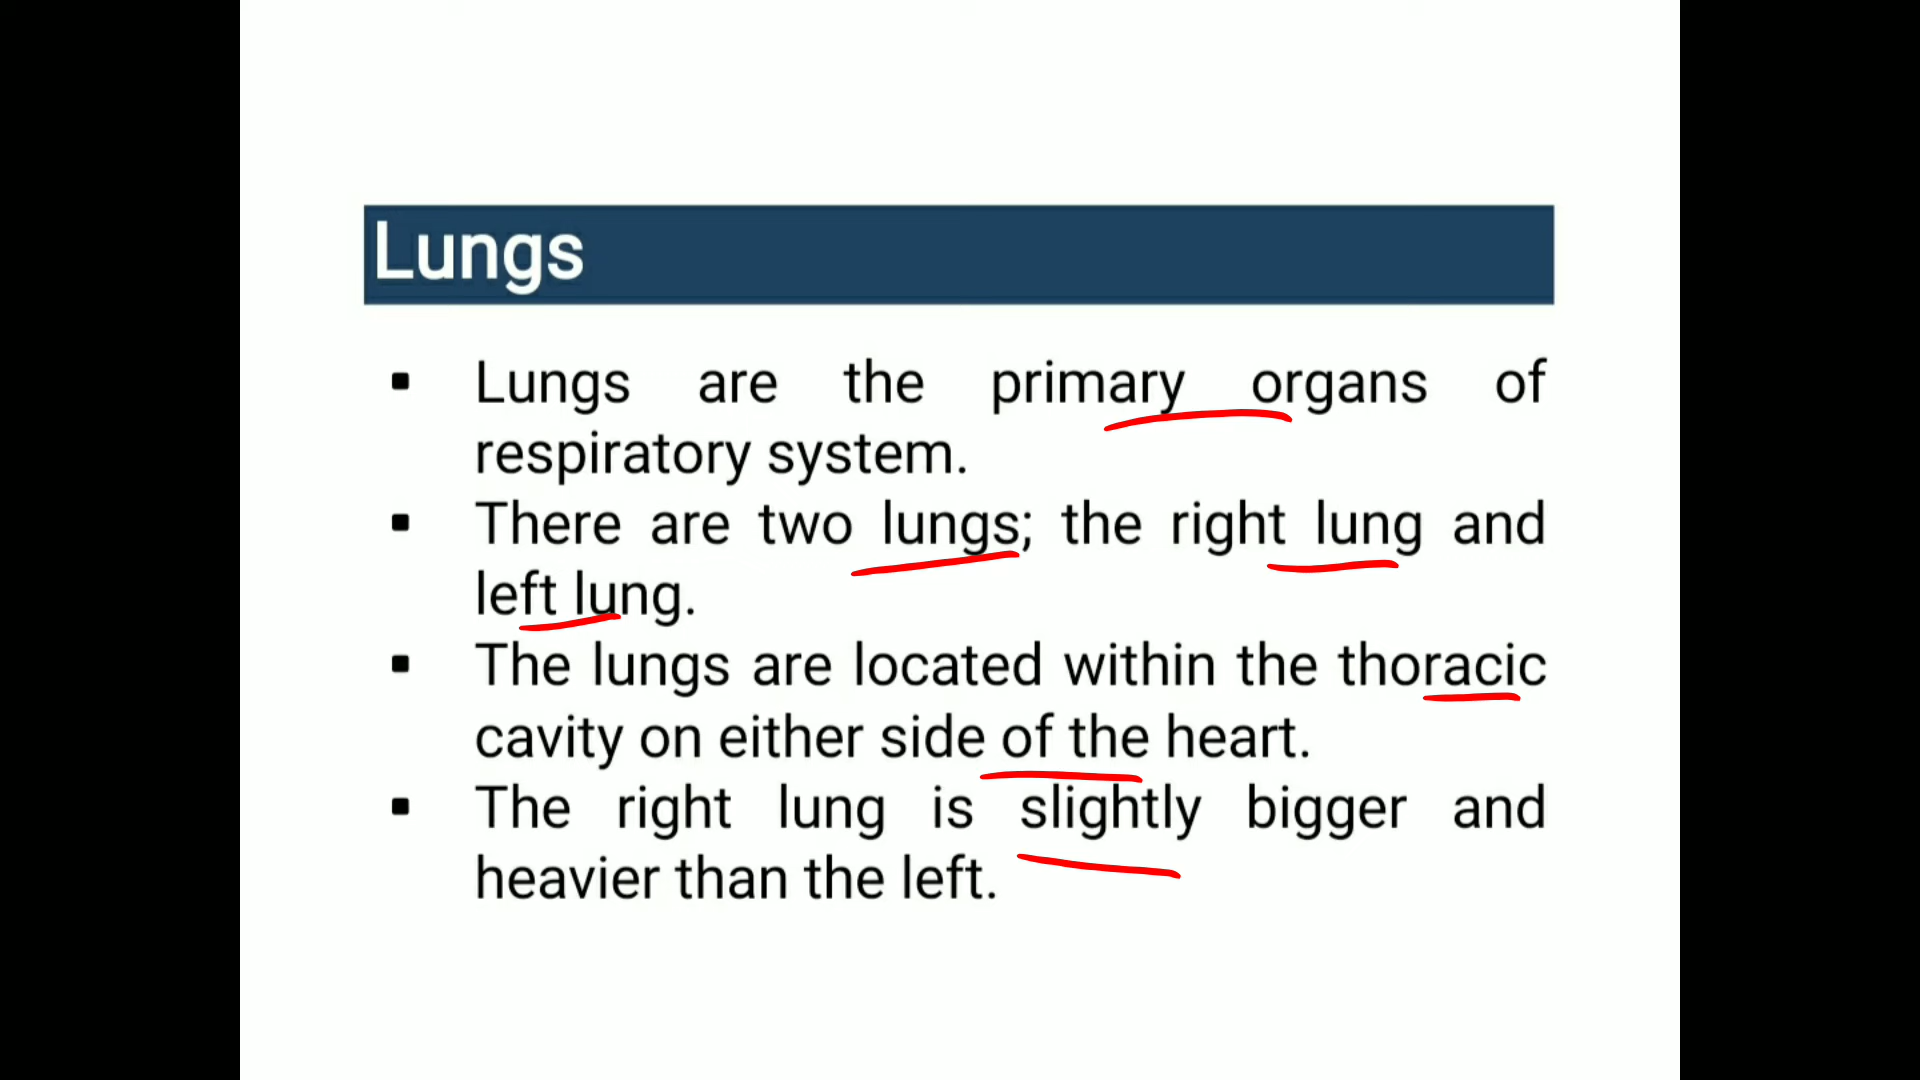 Lungs
▪ Lungs are the primary organs of
respiratory system.
▪ There are two lungs; the right lung and
left lung.
▪ The lungs are located within the thoracic
cavity on either side of the heart.
▪ The right lung is slightly bigger and
heavier than the left.